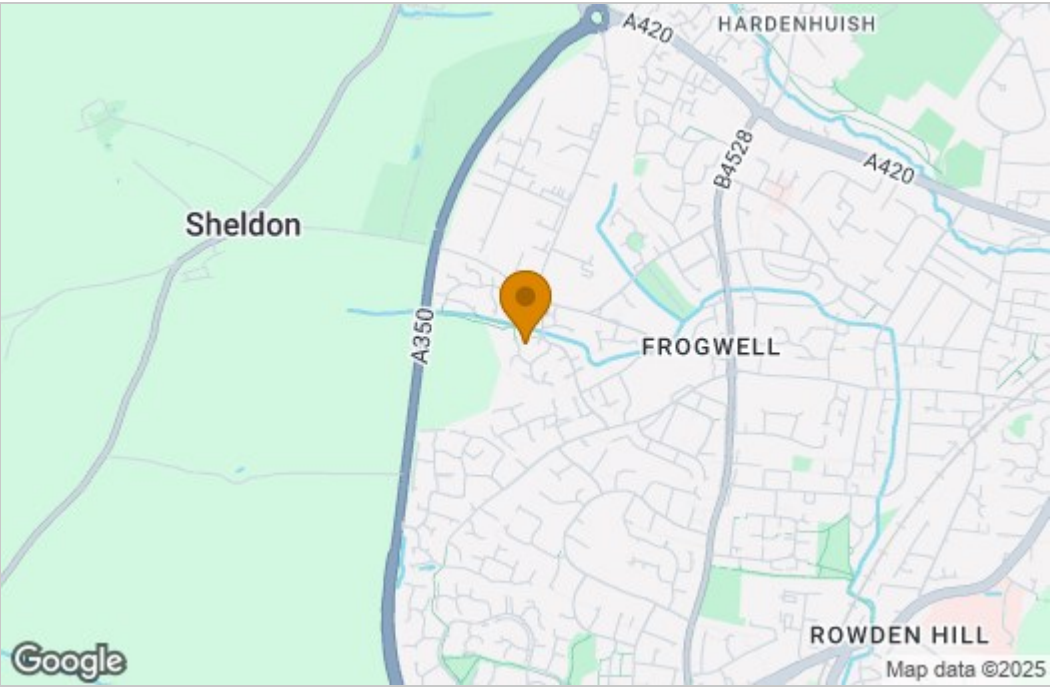 A420
HARDENHUISH
B4528
A420
Sheldon
A350
FROGWELL
ROWDEN HILL
Google
Map data ©2025